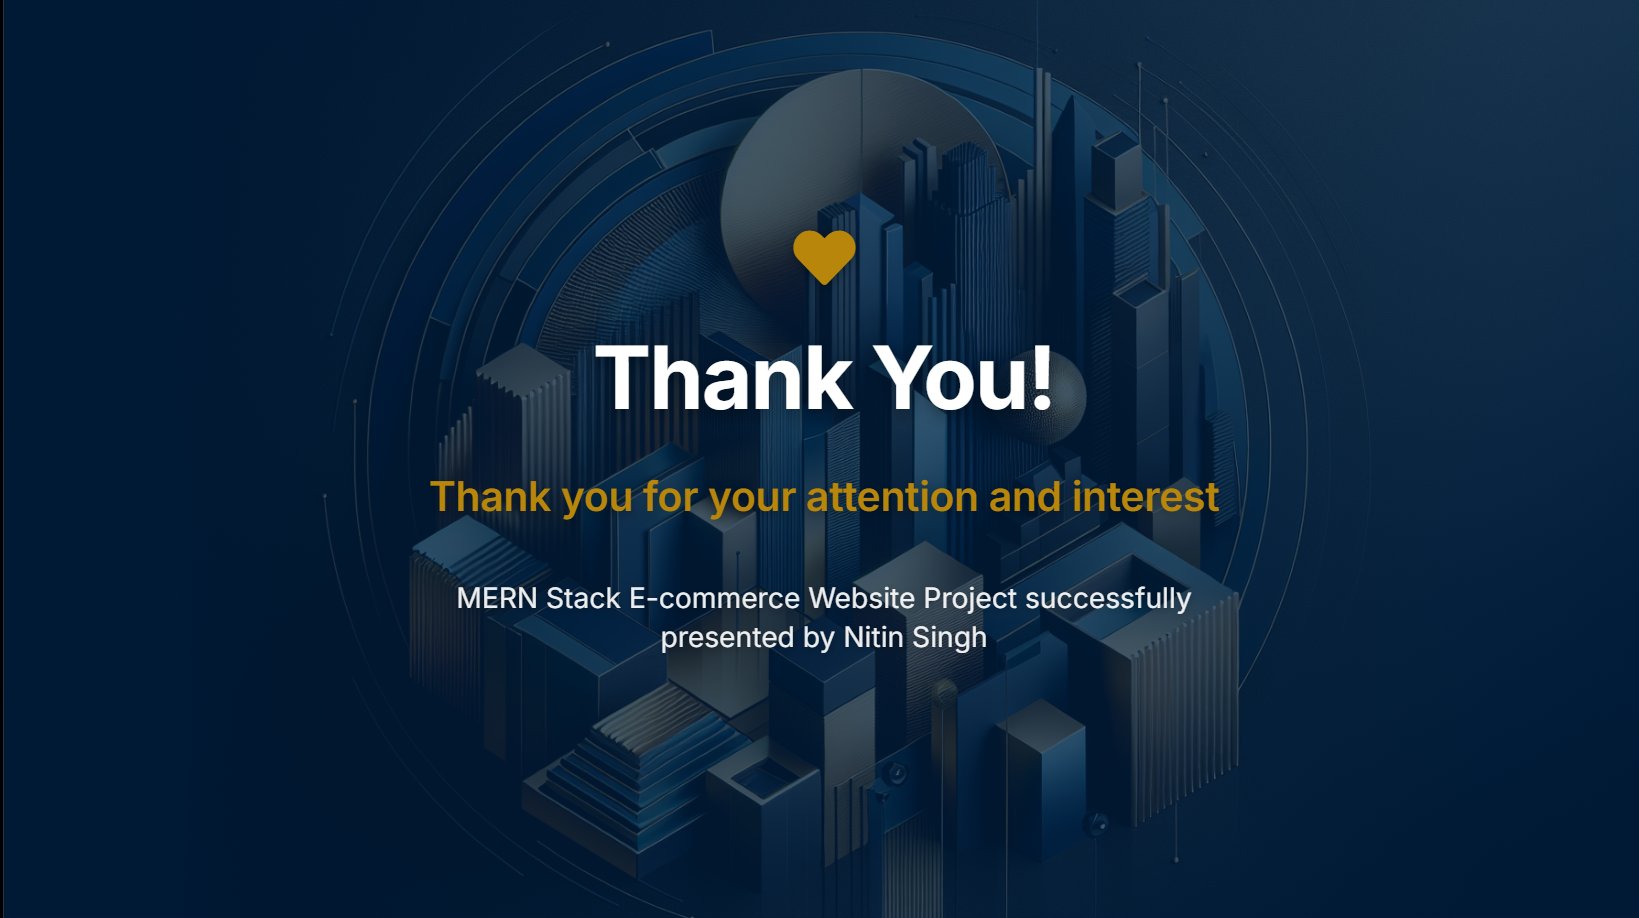 Thank You!
Thank you for your attention and interest
MERN Stack E-commerce Website Project successfully
presented by Nitin Singh